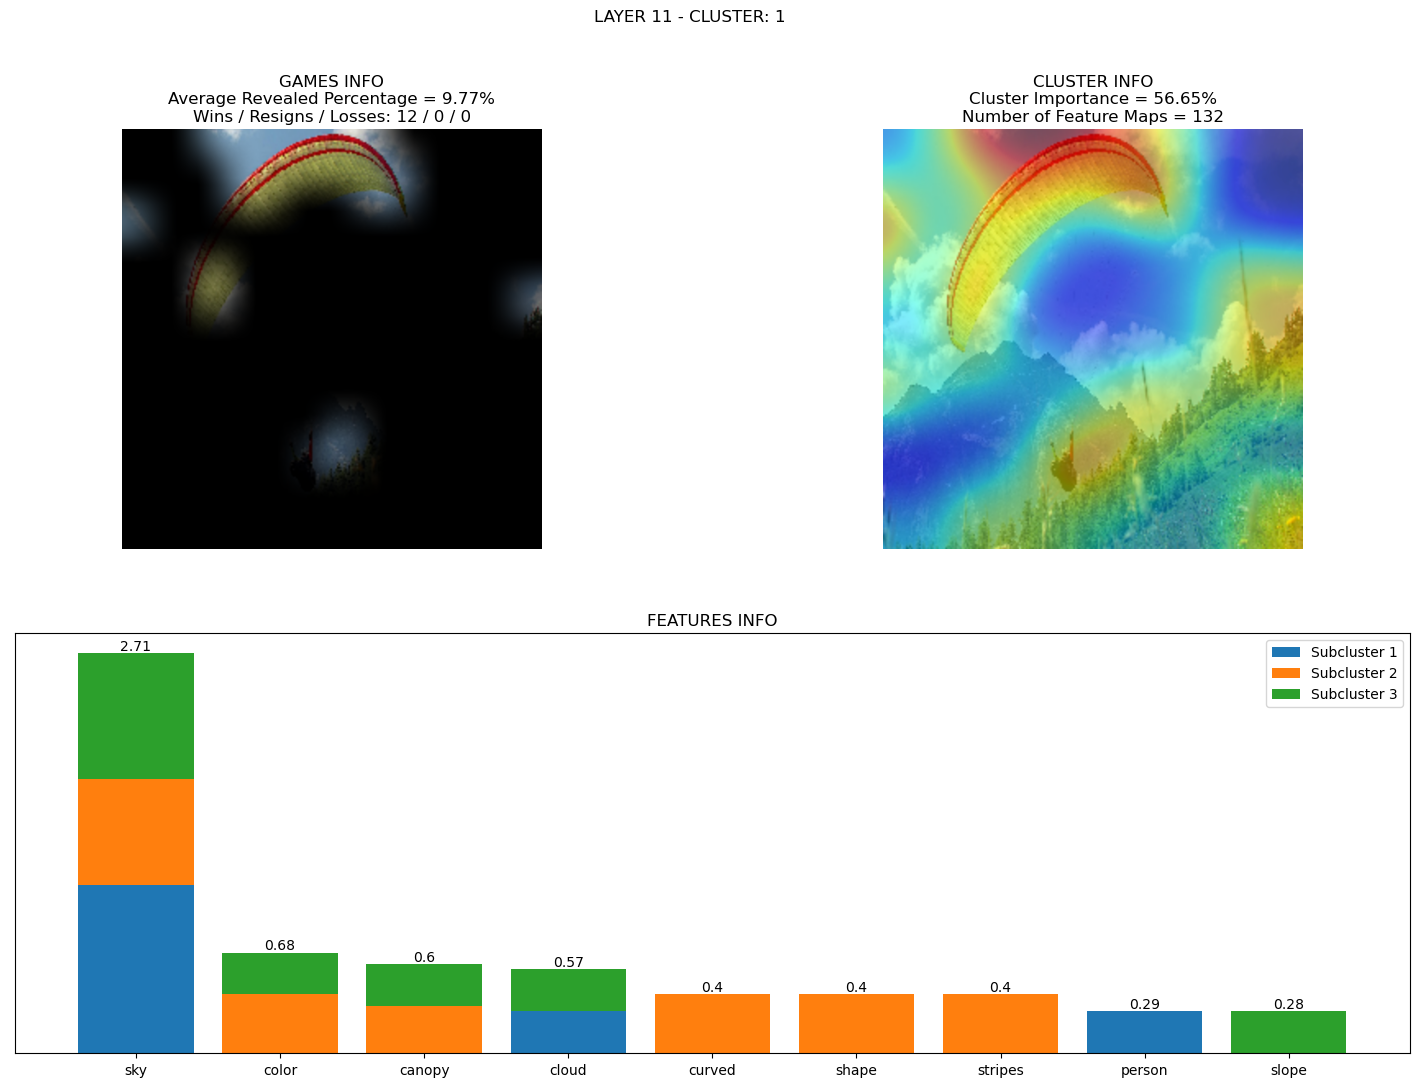 LAYER 11 - CLUSTER: 1
GAMES INFO
Average Revealed Percentage = 9.77%
Wins / Resigns / Losses: 12 / 0 / 0
CLUSTER INFO
Cluster Importance = 56.65%
Number of Feature Maps = 132
FEATURES INFO
2.71
0.68
0.6
0.57
0.4
0.4
0.4
0.29
0.28
Subcluster 1
Subcluster 2
Subcluster 3
sky
color
canopy
cloud
curved
shape
stripes
person
slope